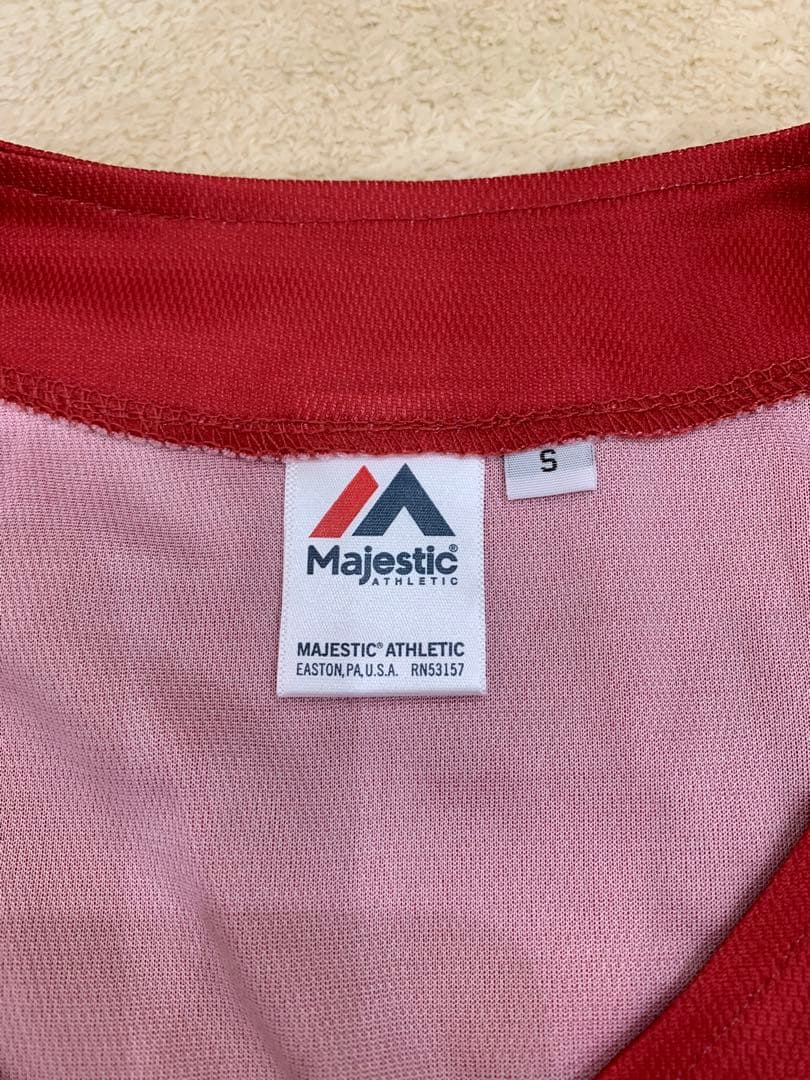 S
Majestic®
ATHLETIC
MAJESTIC® ATHLETIC
EASTON, PA, U.S.A. RN53157